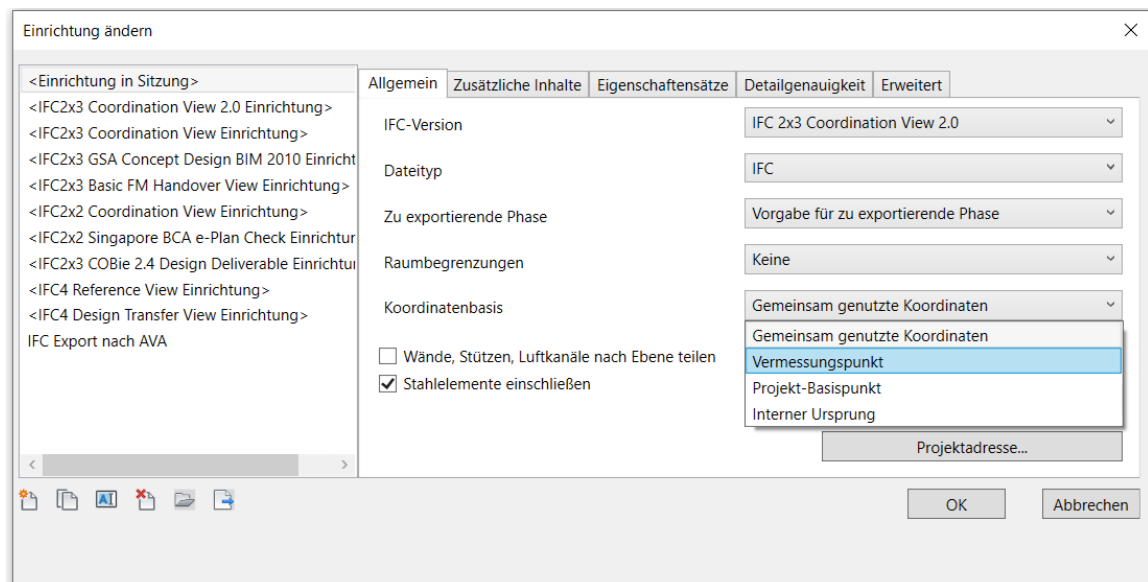 Einrichtung ändern
<Einrichtung in Sitzung>
<IFC2x3 Coordination View 2.0 Einrichtung>
<IFC2x3 Coordination View Einrichtung>
<IFC2x3 GSA Concept Design BIM 2010 Einricht
<IFC2x3 Basic FM Handover View Einrichtung>
<IFC2x2 Coordination View Einrichtung>
<IFC2x2 Singapore BCA e-Plan Check Einrichtur
<IFC2x3 COBie 2.4 Design Deliverable Einrichtu
<IFC4 Reference View Einrichtung>
<IFC4 Design Transfer View Einrichtung>
IFC Export nach AVA
Allgemein Zusätzliche Inhalte Eigenschaftensätze Detailgenauigkeit Erweitert
IFC-Version IFC 2x3 Coordination View 2.0
Dateityp IFC
Zu exportierende Phase Vorgabe für zu exportierende Phase
Raumbegrenzungen Keine
Koordinatenbasis Gemeinsam genutzte Koordinaten
Gemeinsam genutzte Koordinaten
Vermessungspunkt
Projekt-Basispunkt
Interner Ursprung
Wände, Stützen, Luftkanäle nach Ebene teilen
Stahlelemente einschließen
Projektadresse...
OK Abbrechen